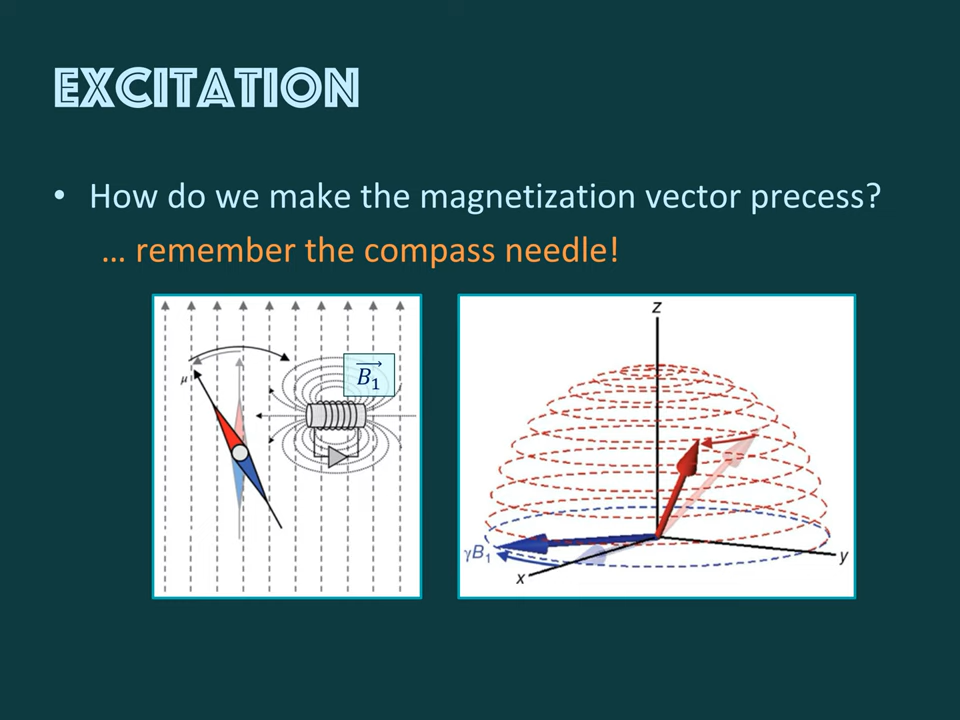 EXCITATION
• How do we make the magnetization vector precess?
... remember the compass needle!
μ
B₁
z
γB₁
x
y